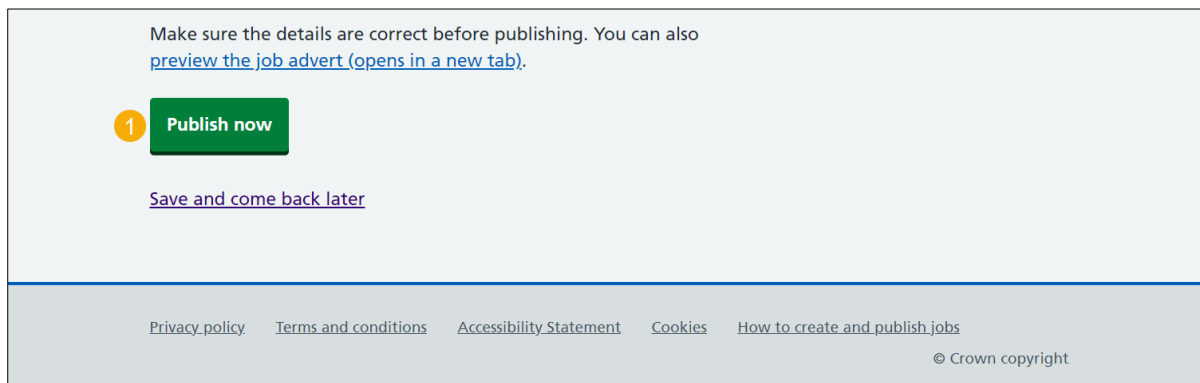 Make sure the details are correct before publishing. You can also
preview the job advert (opens in a new tab).
1 Publish now
Save and come back later
Privacy policy Terms and conditions Accessibility Statement Cookies How to create and publish jobs
© Crown copyright